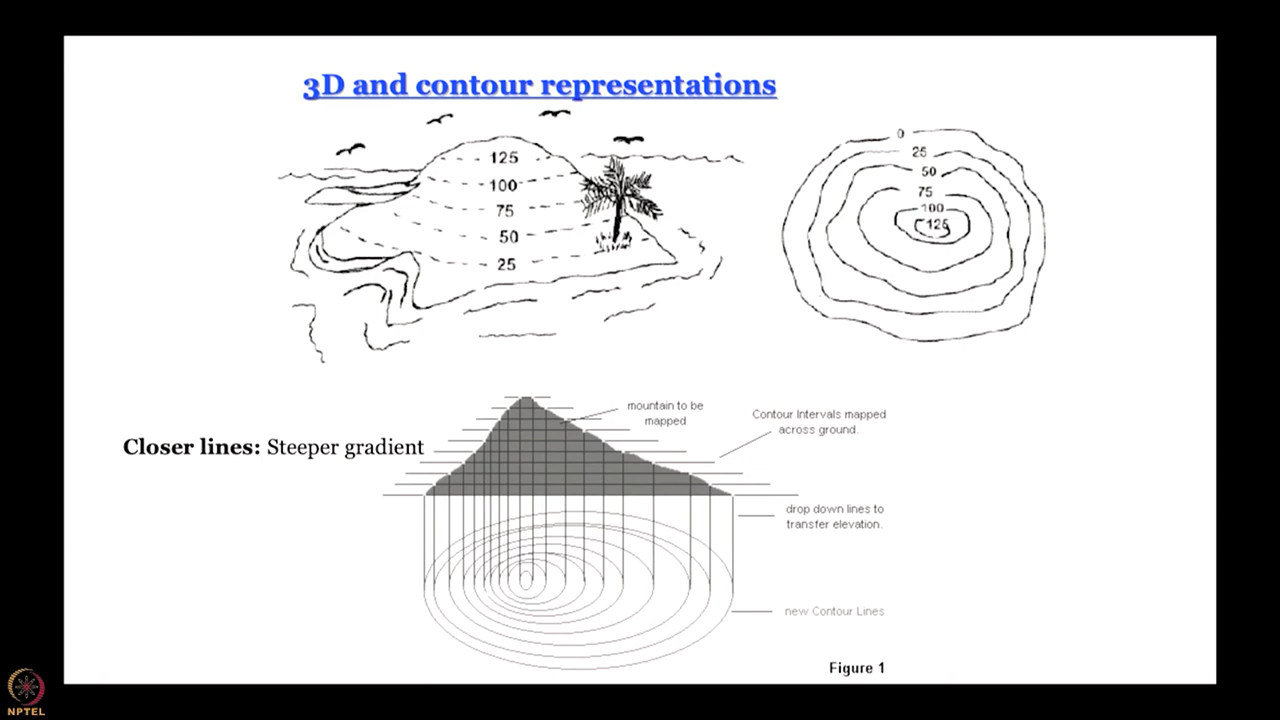 3D and contour representations
125
100
75
50
25
0
25
50
75
100
125
Closer lines: Steeper gradient
mountain to be
mapped
Contour Intervals mapped
across ground.
drop down lines to
transfer elevation.
new Contour Lines
Figure 1
NPTEL